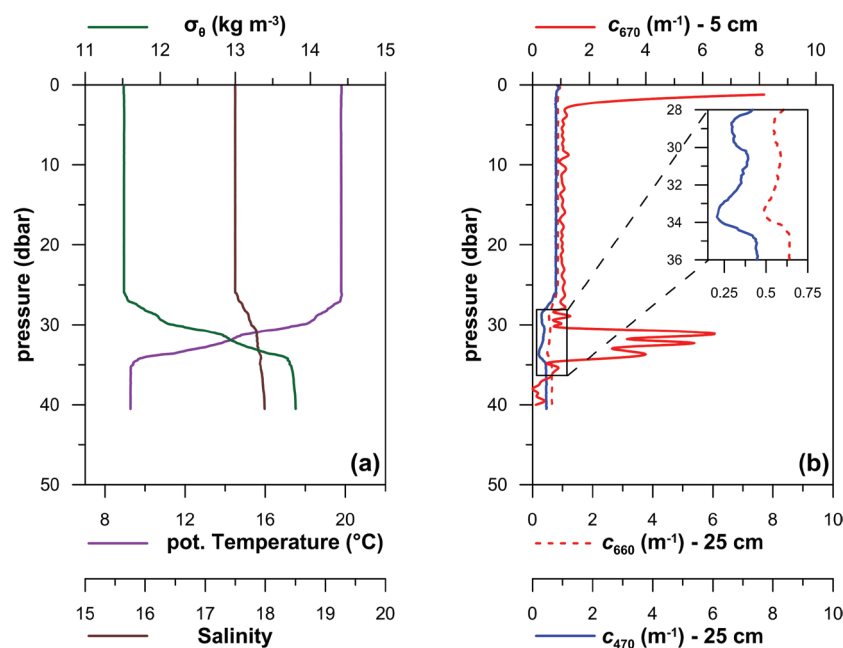 σθ (kg m-3)
11 12 13 14 15
0
10
20
30
40
50
pressure (dbar)
(a)
8 12 16 20
pot. Temperature (°C)
15 16 17 18 19 20
Salinity
c670 (m-1) - 5 cm
0 2 4 6 8 10
0
10
20
30
40
50
pressure (dbar)
28
30
32
34
36
0.25 0.5 0.75
(b)
0 2 4 6 8 10
c660 (m-1) - 25 cm
0 2 4 6 8 10
c470 (m-1) - 25 cm